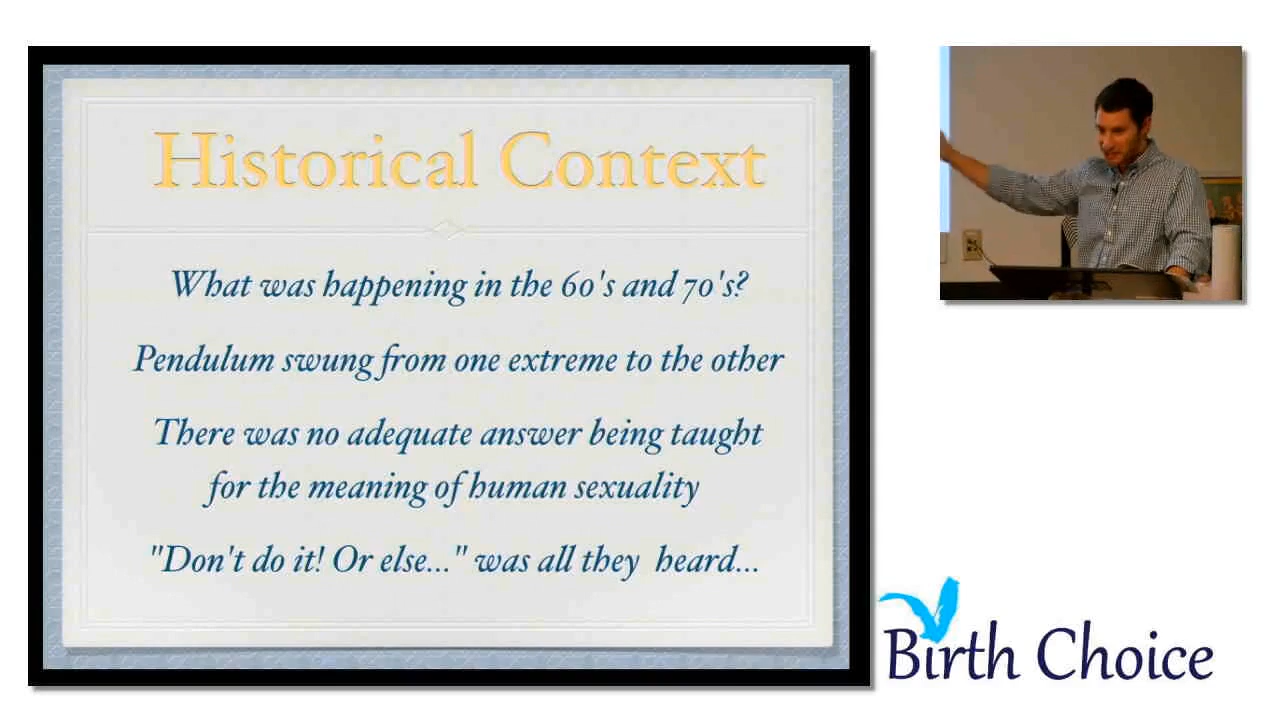 Historical Context
What was happening in the 60's and 70's?
Pendulum swung from one extreme to the other
There was no adequate answer being taught
for the meaning of human sexuality
"Don't do it! Or else..." was all they heard...
Birth Choice